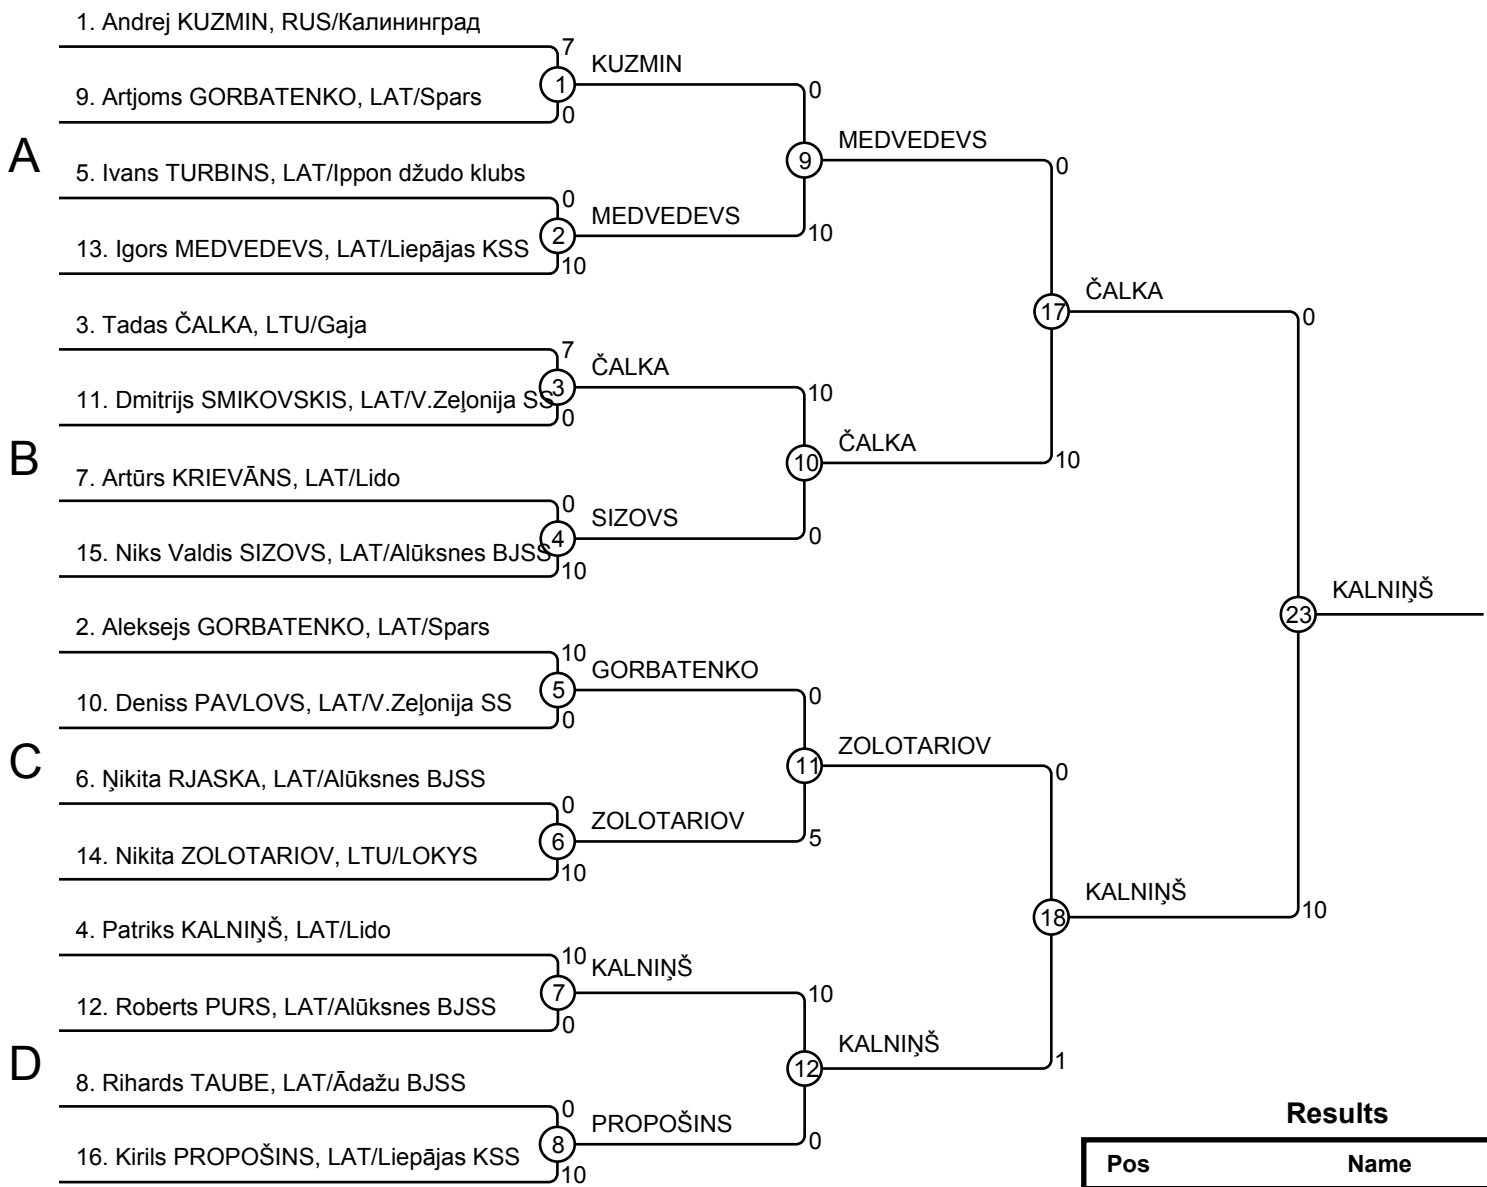 1. Andrej KUZMIN, RUS/Калининград
7
KUZMIN
1
0
9. Artjoms GORBATENKO, LAT/Spars
0
A
MEDVEDEVS
9
0
5. Ivans TURBINS, LAT/Ippon džudo klubs
0
MEDVEDEVS
2
10
13. Igors MEDVEDEVS, LAT/Liepājas KSS
10
ČALKA
17
0
3. Tadas ČALKA, LTU/Gaja
7
ČALKA
3
10
11. Dmitrijs SMIKOVSKIS, LAT/V.Zeļonija SS
0
B
ČALKA
10
10
7. Artūrs KRIEVĀNS, LAT/Lido
0
SIZOVS
4
0
15. Niks Valdis SIZOVS, LAT/Alūksnes BJSS
10
KALNIŅŠ
23
2. Aleksejs GORBATENKO, LAT/Spars
10
GORBATENKO
5
0
10. Deniss PAVLOVS, LAT/V.Zeļonija SS
0
C
ZOLOTARIOV
11
0
6. Ņikita RJASKA, LAT/Alūksnes BJSS
0
ZOLOTARIOV
6
5
14. Nikita ZOLOTARIOV, LTU/LOKYS
10
KALNIŅŠ
18
10
4. Patriks KALNIŅŠ, LAT/Lido
10
KALNIŅŠ
7
10
12. Roberts PURS, LAT/Alūksnes BJSS
0
D
KALNIŅŠ
12
1
8. Rihards TAUBE, LAT/Ādažu BJSS
0
PROPOŠINS
8
0
16. Kirils PROPOŠINS, LAT/Liepājas KSS
10
Results
Pos Name